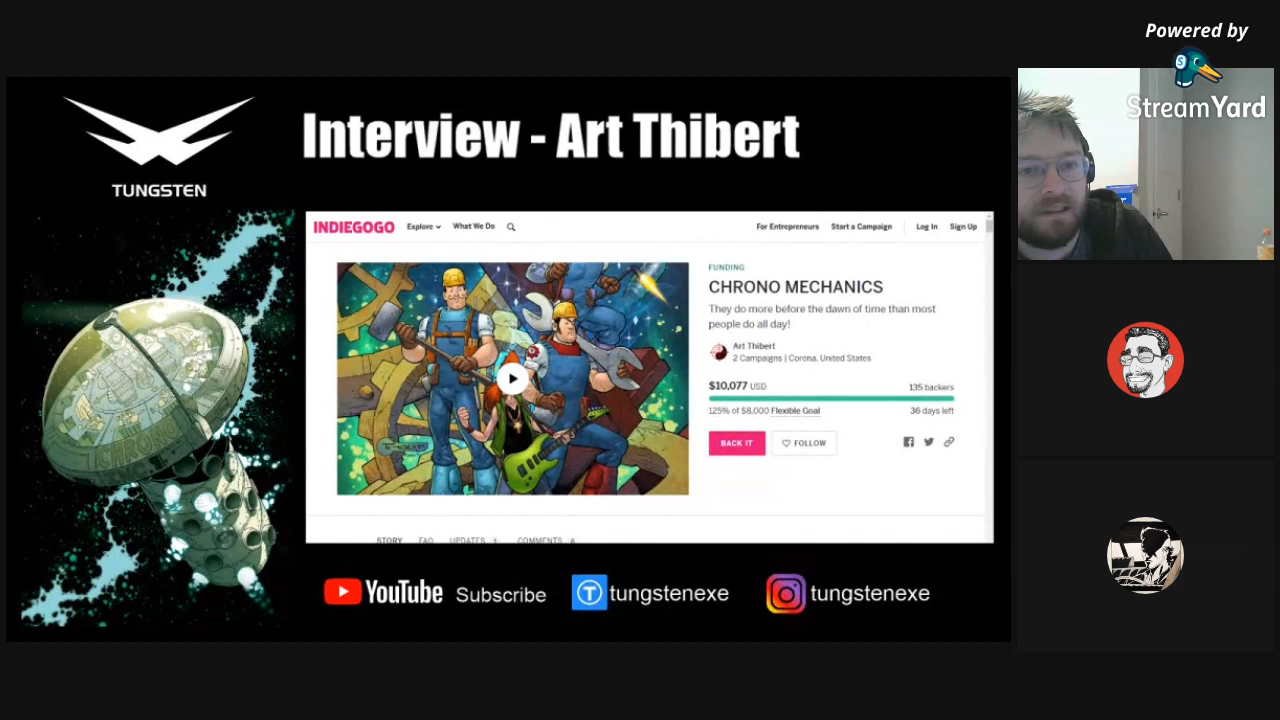 Powered by
StreamYard
TUNGSTEN
Interview - Art Thibert
INDIEGOGO
Explore
What We Do
For Entrepreneurs
Start a Campaign
Log In
Sign Up
FUNDING
CHRONO MECHANICS
They do more before the dawn of time than most
people do all day!
Art Thibert
2 Campaigns | Corona, United States
$10,077 USD
135 backers
125% of $8,000 Flexible Goal
36 days left
BACK IT
FOLLOW
STORY
FAQ
UPDATES
COMMENTS
YouTube Subscribe
tungstenexe
tungstenexe